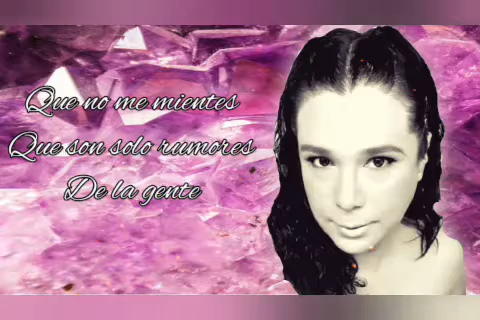 Que no me mientes
Que son solo rumores
De la gente